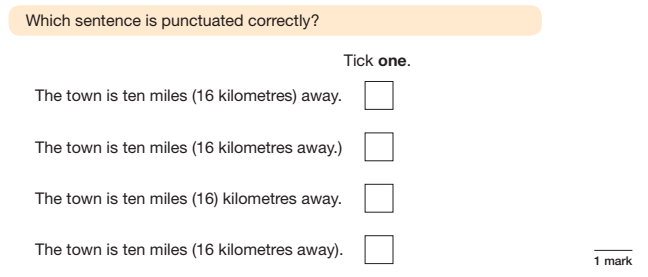 Which sentence is punctuated correctly?
Tick one.
The town is ten miles (16 kilometres) away.
The town is ten miles (16 kilometres away.)
The town is ten miles (16) kilometres away.
The town is ten miles (16 kilometres away).
1 mark